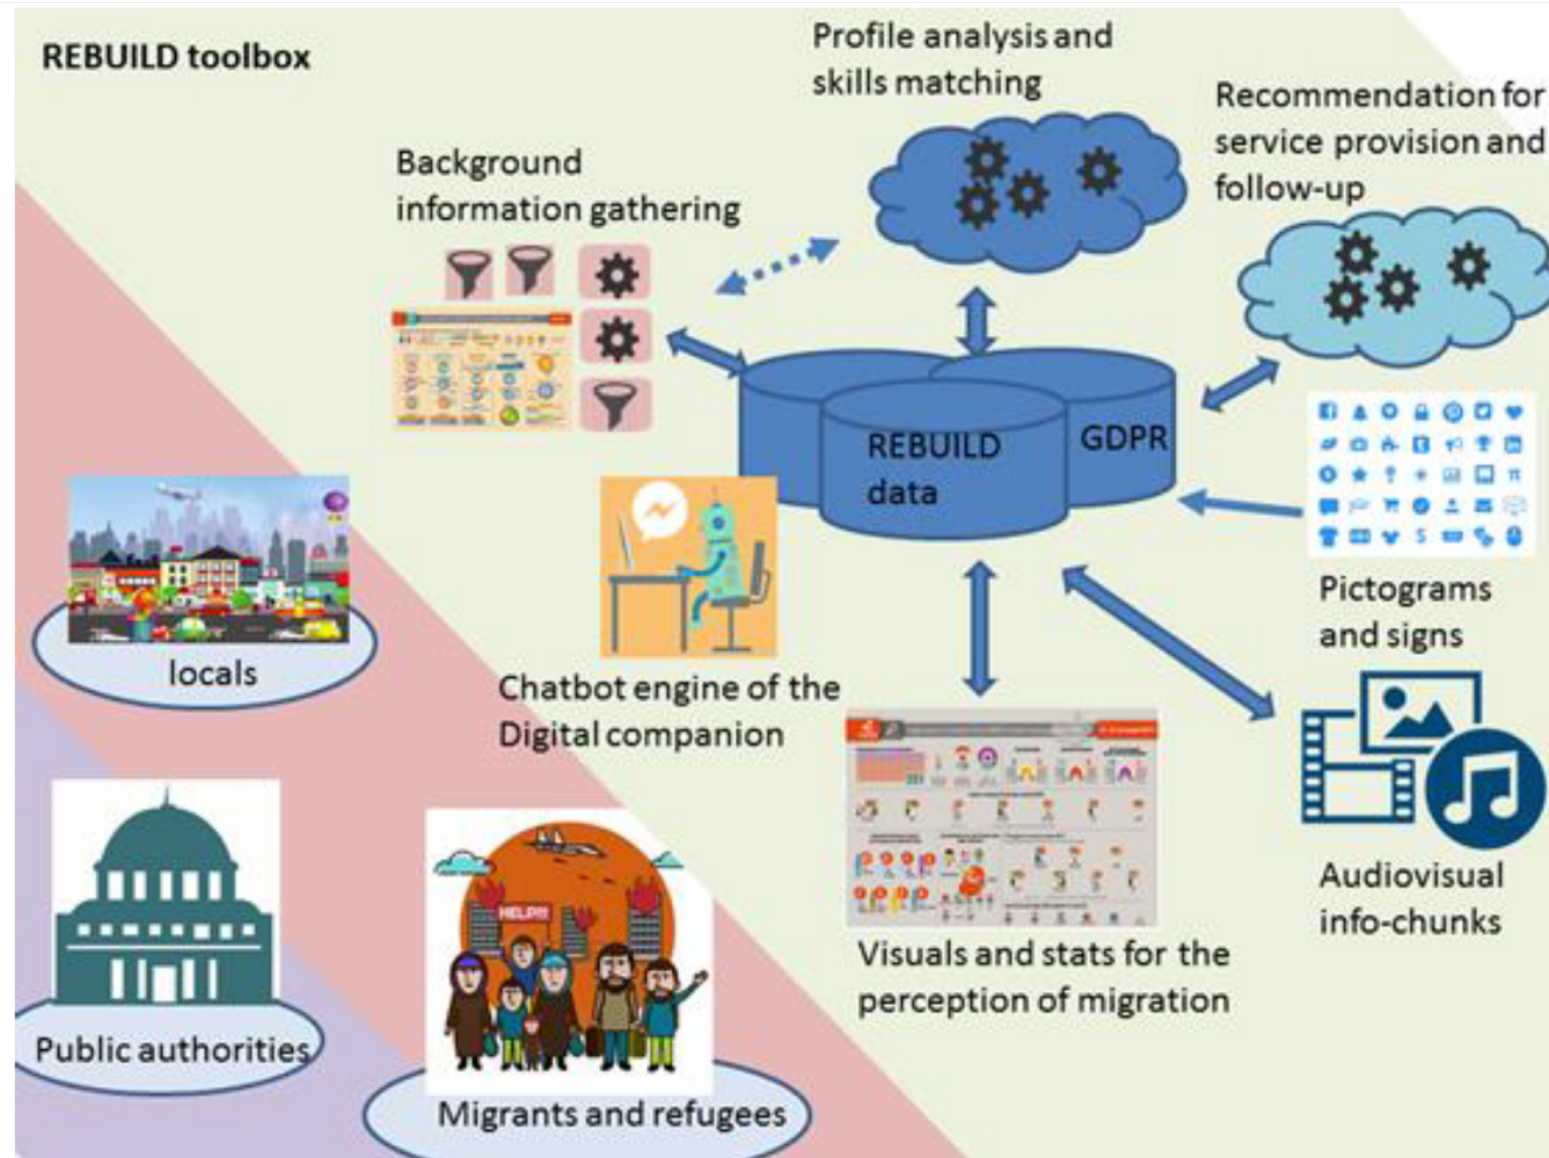 REBUILD toolbox
Profile analysis and
skills matching
Recommendation for
service provision and
follow-up
Background
information gathering
REBUILD
data
GDPR
Pictograms
and signs
locals
Chatbot engine of the
Digital companion
HELP!!!
Audiovisual
info-chunks
Visuals and stats for the
perception of migration
Public authorities
Migrants and refugees